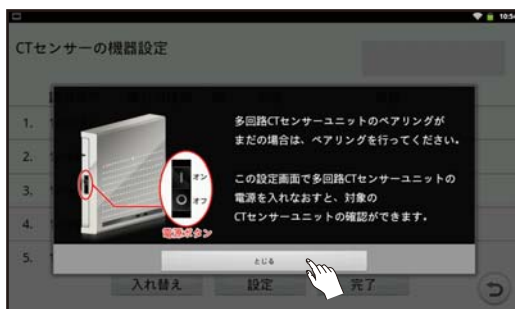 10:54
CTセンサーの機器設定
多回路CTセンサーユニットのペアリングが
まだの場合は、ペアリングを行ってください。
この設定画面で多回路CTセンサーユニットの
電源を入れなおすと、対象の
CTセンサーユニットの確認ができます。
オン
オフ
電源ボタン
とじる
1.
2.
3.
4.
5.
入れ替え
設定
完了